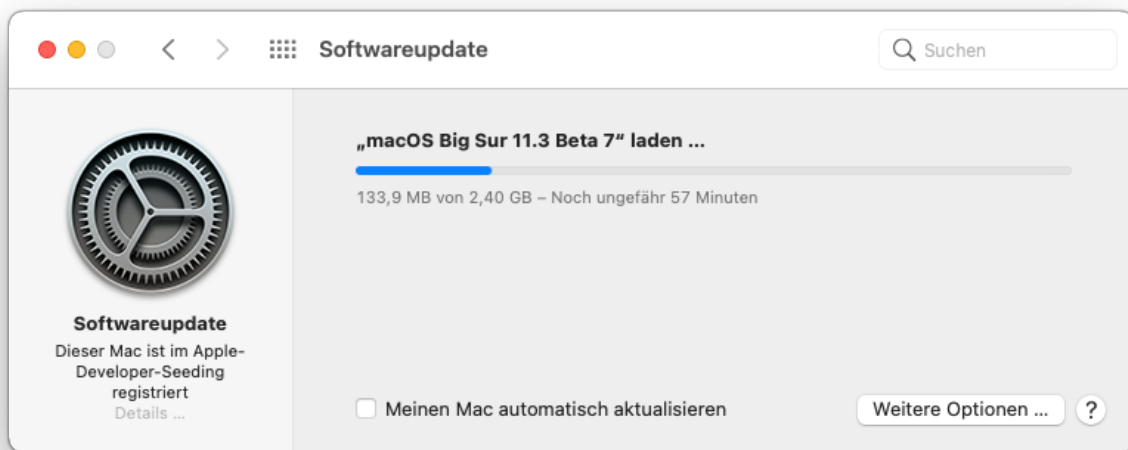 Softwareupdate
Suchen
„macOS Big Sur 11.3 Beta 7“ laden ...
133,9 MB von 2,40 GB – Noch ungefähr 57 Minuten
Softwareupdate
Dieser Mac ist im Apple-
Developer-Seeding
registriert
Details ...
Meinen Mac automatisch aktualisieren
Weitere Optionen ...
?